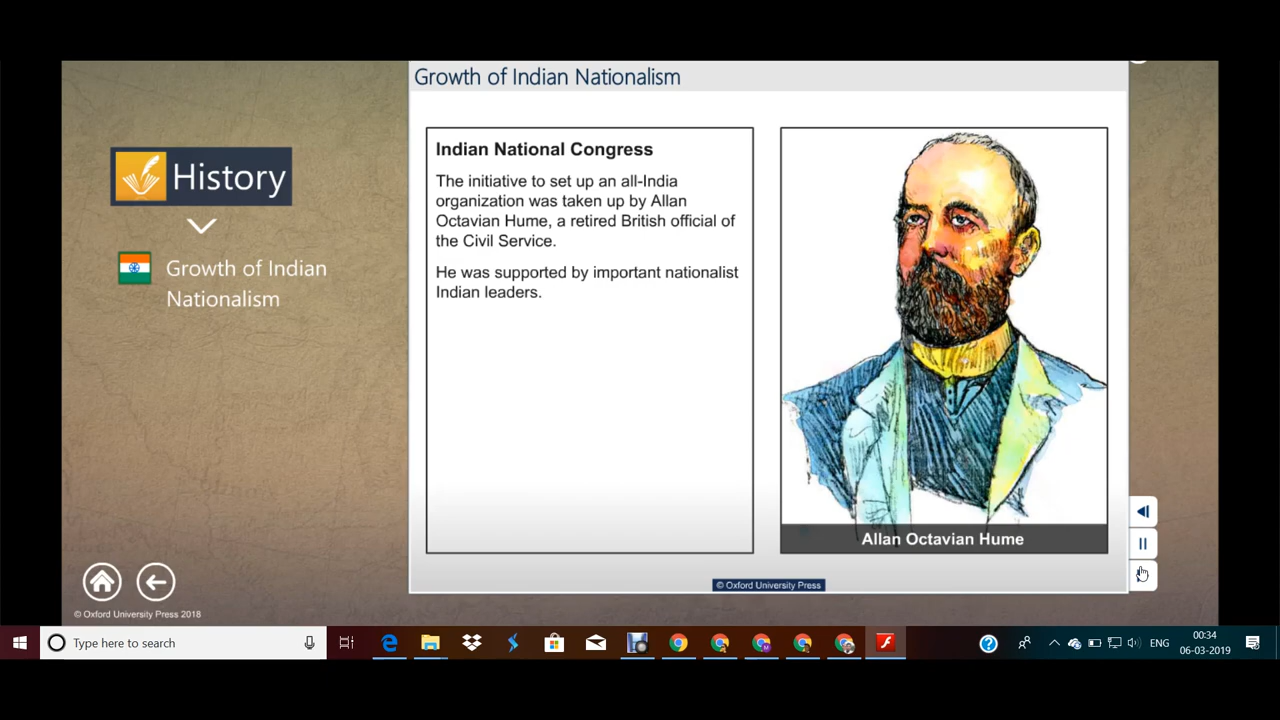 Growth of Indian Nationalism
History
Growth of Indian
Nationalism
Indian National Congress
The initiative to set up an all-India
organization was taken up by Allan
Octavian Hume, a retired British official of
the Civil Service.
He was supported by important nationalist
Indian leaders.
Allan Octavian Hume
© Oxford University Press
© Oxford University Press 2018
Type here to search
ENG
00:34
06-03-2019